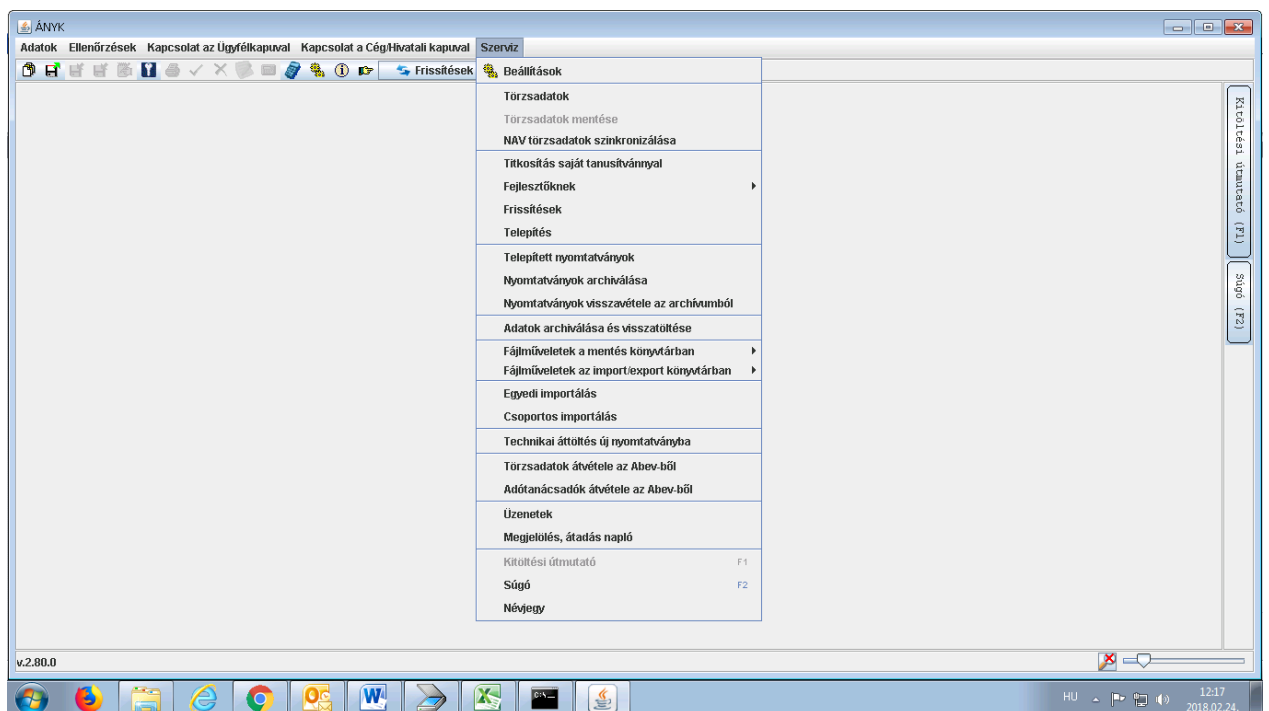 ÁNYK
Adatok Ellenőrzések Kapcsolat az Ügyfélkapuval Kapcsolat a Cég/Hivatali kapuval Szerviz
Frissítések
Beállítások
Törzsadatok
Törzsadatok mentése
NAV törzsadatok szinkronizálása
Titkosítás saját tanusítvánnyal
Fejlesztőknek
Frissítések
Telepítés
Telepített nyomtatványok
Nyomtatványok archiválása
Nyomtatványok visszavétele az archívumból
Adatok archiválása és visszatöltése
Fájlműveletek a mentés könyvtárban
Fájlműveletek az import/export könyvtárban
Egyedi importálás
Csoportos importálás
Technikai áttöltés új nyomtatványba
Törzsadatok átvétele az Abev-ből
Adótanácsadók átvétele az Abev-ből
Üzenetek
Megjelölés, átadás napló
Kitöltési útmutató F1
Súgó F2
Névjegy
Kitöltési útmutató (F1)
Súgó (F2)
v.2.80.0
HU
12:17
2018.02.24.